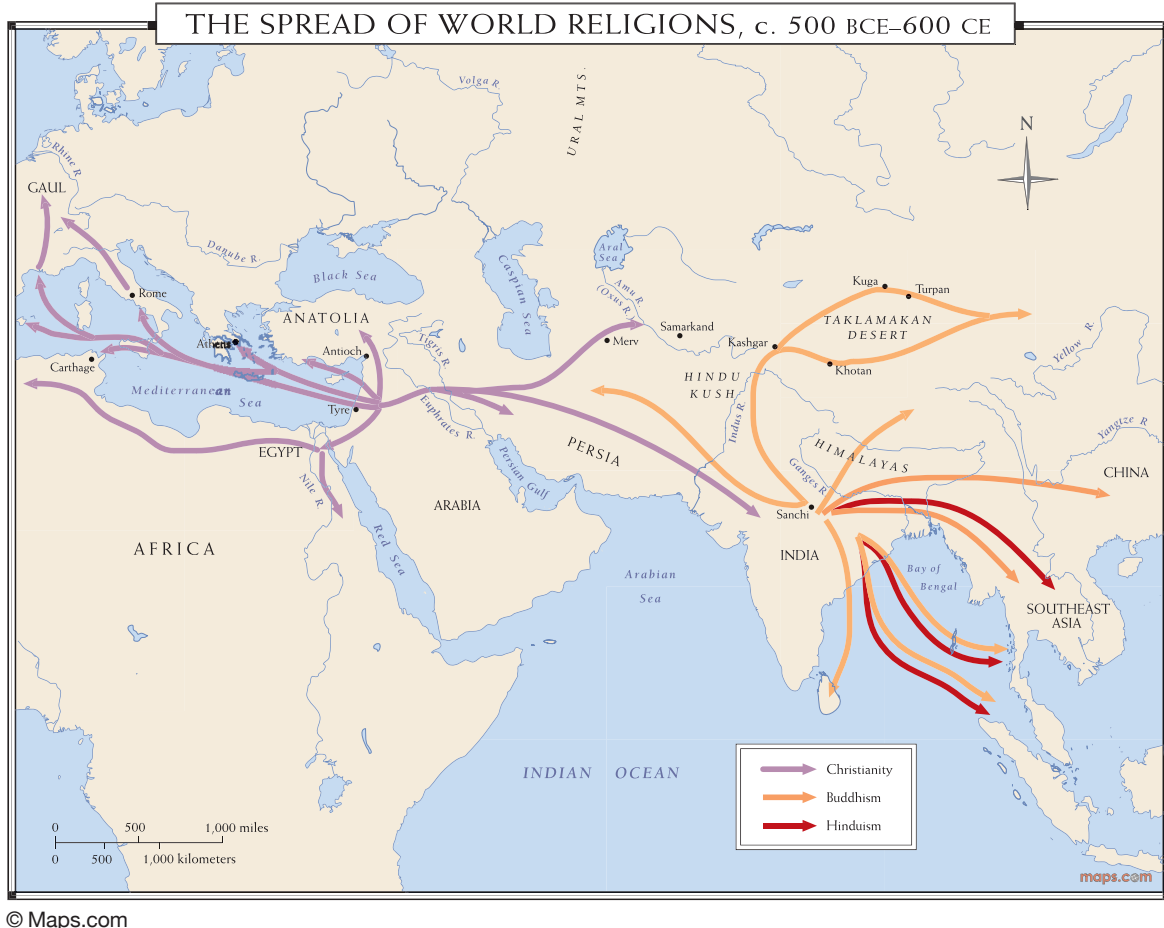 THE SPREAD OF WORLD RELIGIONS, c. 500 BCE–600 CE
Volga R.
URAL MTS.
N
Rhine R.
GAUL
Danube R.
Aral
Sea
Black Sea
Caspian Sea
Amu R.
(Oxus R.)
Kuga
Turpan
Rome
ANATOLIA
TAKLAMAKAN
DESERT
Samarkand
Athens
Tigris R.
Merv
Kashgar
Yellow R.
Antioch
Carthage
Khotan
HINDU
KUSH
Mediterranean
Sea
Tyre
Euphrates R.
Indus R.
Yangtze R.
EGYPT
PERSIA
HIMALAYAS
Ganges R.
CHINA
Nile R.
Persian Gulf
ARABIA
Sanchi
AFRICA
Red Sea
INDIA
Arabian
Sea
Bay of
Bengal
SOUTHEAST
ASIA
INDIAN OCEAN
Christianity
Buddhism
Hinduism
0 500 1,000 miles
0 500 1,000 kilometers
maps.com
© Maps.com